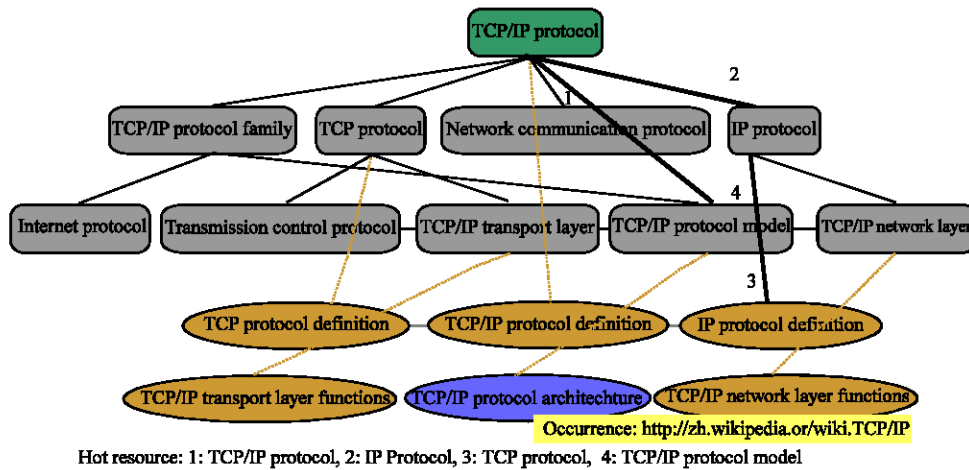 TCP/IP protocol
2
1
TCP/IP protocol family
TCP protocol
Network communication protocol
IP protocol
4
Internet protocol
Transmission control protocol
TCP/IP transport layer
TCP/IP protocol model
TCP/IP network layer
3
TCP protocol definition
TCP/IP protocol definition
IP protocol definition
TCP/IP transport layer functions
TCP/IP protocol architechture
TCP/IP network layer functions
Occurrence: http://zh.wikipedia.or/wiki.TCP/IP
Hot resource: 1: TCP/IP protocol, 2: IP Protocol, 3: TCP protocol, 4: TCP/IP protocol model